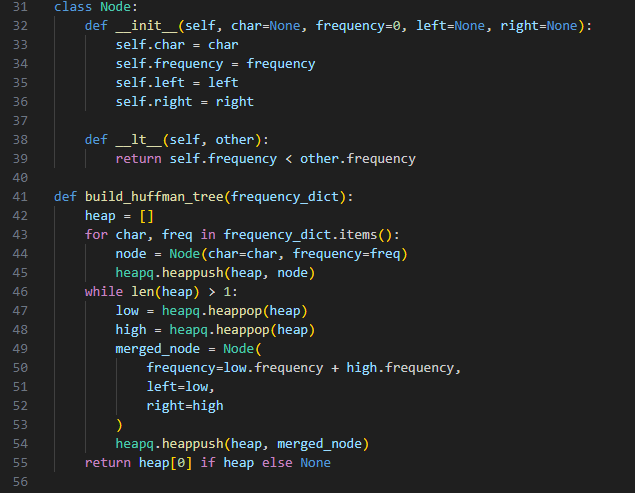 31 class Node:
32     def __init__(self, char=None, frequency=0, left=None, right=None):
33         self.char = char
34         self.frequency = frequency
35         self.left = left
36         self.right = right
37
38     def __lt__(self, other):
39         return self.frequency < other.frequency
40
41 def build_huffman_tree(frequency_dict):
42     heap = []
43     for char, freq in frequency_dict.items():
44         node = Node(char=char, frequency=freq)
45         heapq.heappush(heap, node)
46     while len(heap) > 1:
47         low = heapq.heappop(heap)
48         high = heapq.heappop(heap)
49         merged_node = Node(
50             frequency=low.frequency + high.frequency,
51             left=low,
52             right=high
53         )
54         heapq.heappush(heap, merged_node)
55     return heap[0] if heap else None
56